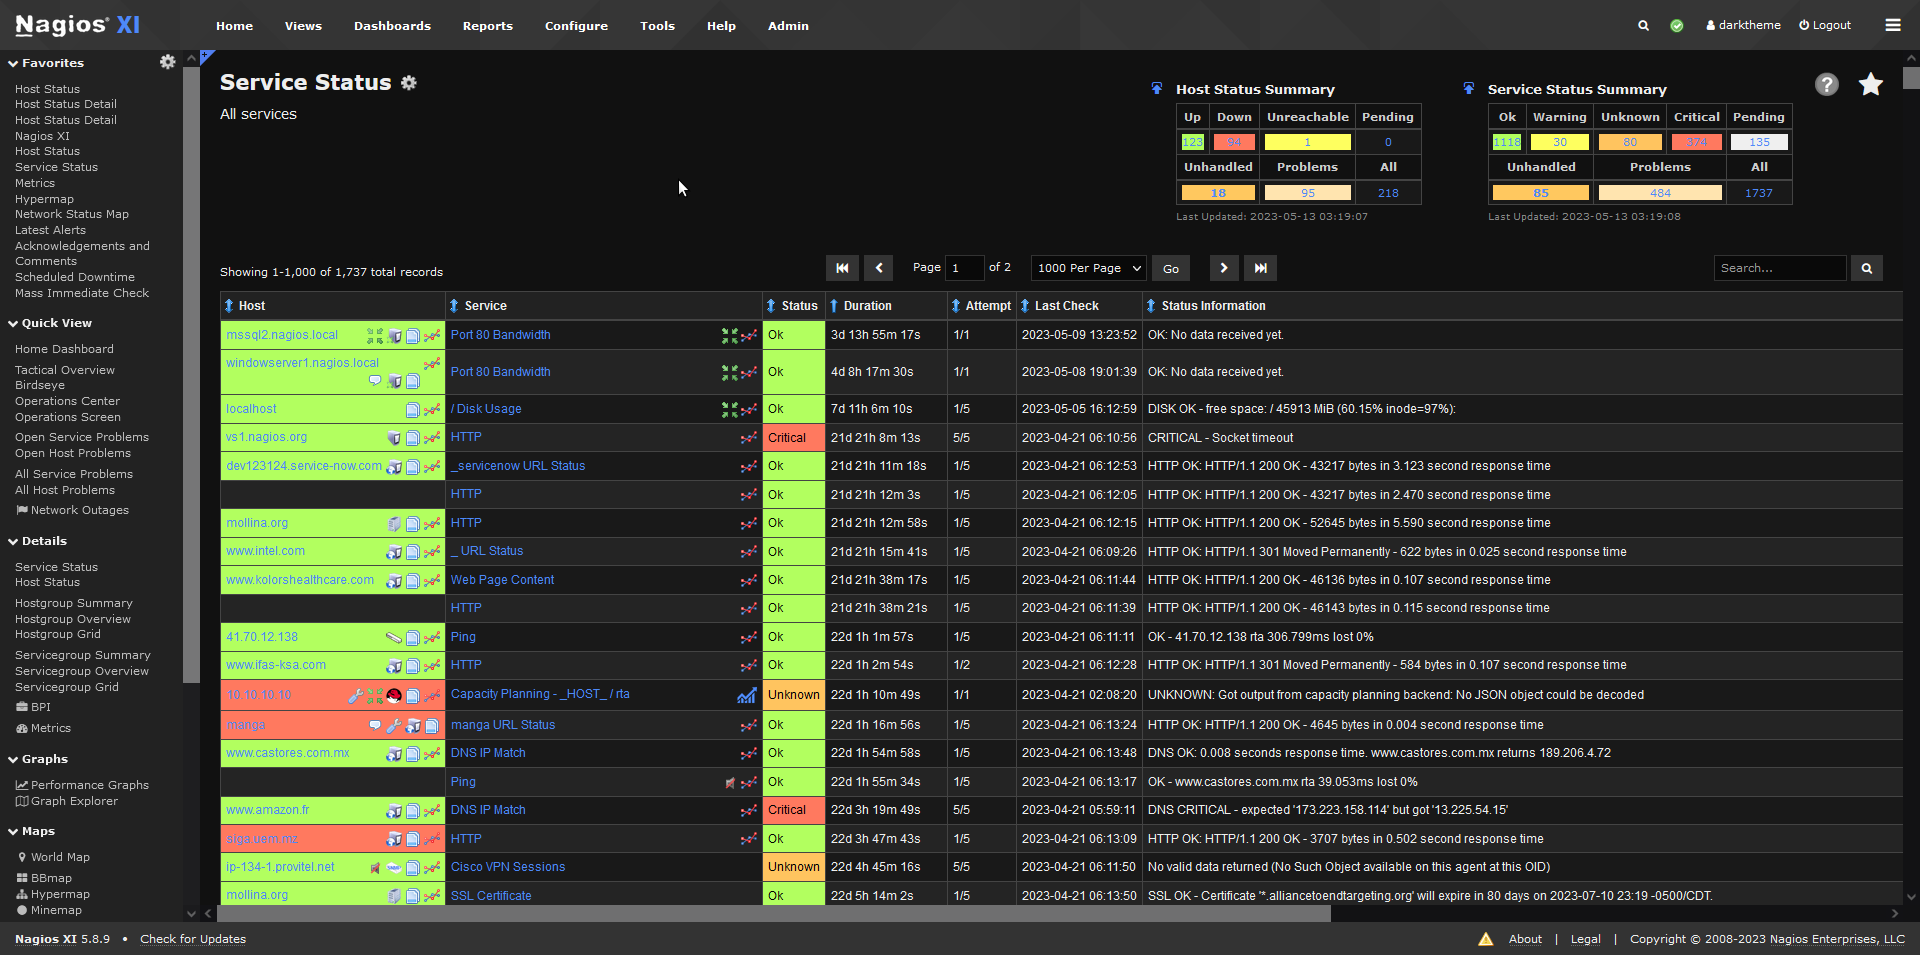 Nagios® XI
Home Views Dashboards Reports Configure Tools Help Admin
darktheme Logout
Favorites
Host Status
Host Status Detail
Host Status Detail
Nagios XI
Host Status
Service Status
Metrics
Hypermap
Network Status Map
Latest Alerts
Acknowledgements and
Comments
Scheduled Downtime
Mass Immediate Check
Quick View
Home Dashboard
Tactical Overview
Birdseye
Operations Center
Operations Screen
Open Service Problems
Open Host Problems
All Service Problems
All Host Problems
Network Outages
Details
Service Status
Host Status
Hostgroup Summary
Hostgroup Overview
Hostgroup Grid
Servicegroup Summary
Servicegroup Overview
Servicegroup Grid
BPI
Metrics
Graphs
Performance Graphs
Graph Explorer
Maps
World Map
BBmap
Hypermap
Minemap
Service Status
All services
Host Status Summary
Up Down Unreachable Pending
123 94 1 0
Unhandled Problems All
18 95 218
Last Updated: 2023-05-13 03:19:07
Service Status Summary
Ok Warning Unknown Critical Pending
1118 30 80 374 135
Unhandled Problems All
85 484 1737
Last Updated: 2023-05-13 03:19:08
Showing 1-1,000 of 1,737 total records
Page 1 of 2 1000 Per Page Go
Search...
Host Service Status Duration Attempt Last Check Status Information
mssql2.nagios.local Port 80 Bandwidth Ok 3d 13h 55m 17s 1/1 2023-05-09 13:23:52 OK: No data received yet.
windowserver1.nagios.local Port 80 Bandwidth Ok 4d 8h 17m 30s 1/1 2023-05-08 19:01:39 OK: No data received yet.
localhost / Disk Usage Ok 7d 11h 6m 10s 1/5 2023-05-05 16:12:59 DISK OK - free space: / 45913 MiB (60.15% inode=97%):
vs1.nagios.org HTTP Critical 21d 21h 8m 13s 5/5 2023-04-21 06:10:56 CRITICAL - Socket timeout
dev123124.service-now.com _servicenow URL Status Ok 21d 21h 11m 18s 1/5 2023-04-21 06:12:53 HTTP OK: HTTP/1.1 200 OK - 43217 bytes in 3.123 second response time
HTTP Ok 21d 21h 12m 3s 1/5 2023-04-21 06:12:05 HTTP OK: HTTP/1.1 200 OK - 43217 bytes in 2.470 second response time
mollina.org HTTP Ok 21d 21h 12m 58s 1/5 2023-04-21 06:12:15 HTTP OK: HTTP/1.1 200 OK - 52645 bytes in 5.590 second response time
www.intel.com _ URL Status Ok 21d 21h 15m 41s 1/5 2023-04-21 06:09:26 HTTP OK: HTTP/1.1 301 Moved Permanently - 622 bytes in 0.025 second response time
www.kolorshealthcare.com Web Page Content Ok 21d 21h 38m 17s 1/5 2023-04-21 06:11:44 HTTP OK: HTTP/1.1 200 OK - 46136 bytes in 0.107 second response time
HTTP Ok 21d 21h 38m 21s 1/5 2023-04-21 06:11:39 HTTP OK: HTTP/1.1 200 OK - 46143 bytes in 0.115 second response time
41.70.12.138 Ping Ok 22d 1h 1m 57s 1/5 2023-04-21 06:11:11 OK - 41.70.12.138 rta 306.799ms lost 0%
www.ifas-ksa.com HTTP Ok 22d 1h 2m 54s 1/2 2023-04-21 06:12:28 HTTP OK: HTTP/1.1 301 Moved Permanently - 584 bytes in 0.107 second response time
10.10.10.10 Capacity Planning - _HOST_ / rta Unknown 22d 1h 10m 49s 1/1 2023-04-21 02:08:20 UNKNOWN: Got output from capacity planning backend: No JSON object could be decoded
manga manga URL Status Ok 22d 1h 16m 56s 1/5 2023-04-21 06:13:24 HTTP OK: HTTP/1.1 200 OK - 4645 bytes in 0.004 second response time
www.castores.com.mx DNS IP Match Ok 22d 1h 54m 58s 1/5 2023-04-21 06:13:48 DNS OK: 0.008 seconds response time. www.castores.com.mx returns 189.206.4.72
Ping Ok 22d 1h 55m 34s 1/5 2023-04-21 06:13:17 OK - www.castores.com.mx rta 39.053ms lost 0%
www.amazon.fr DNS IP Match Critical 22d 3h 19m 49s 5/5 2023-04-21 05:59:11 DNS CRITICAL - expected '173.223.158.114' but got '13.225.54.15'
siga.uem.mz HTTP Ok 22d 3h 47m 43s 1/5 2023-04-21 06:13:09 HTTP OK: HTTP/1.1 200 OK - 3707 bytes in 0.502 second response time
ip-134-1.provitel.net Cisco VPN Sessions Unknown 22d 4h 45m 16s 5/5 2023-04-21 06:11:50 No valid data returned (No Such Object available on this agent at this OID)
mollina.org SSL Certificate Ok 22d 5h 14m 2s 1/5 2023-04-21 06:13:50 SSL OK - Certificate '*.alliancetoendtargeting.org' will expire in 80 days on 2023-07-10 23:19 -0500/CDT.
Nagios XI 5.8.9 • Check for Updates
About | Legal | Copyright © 2008-2023 Nagios Enterprises, LLC